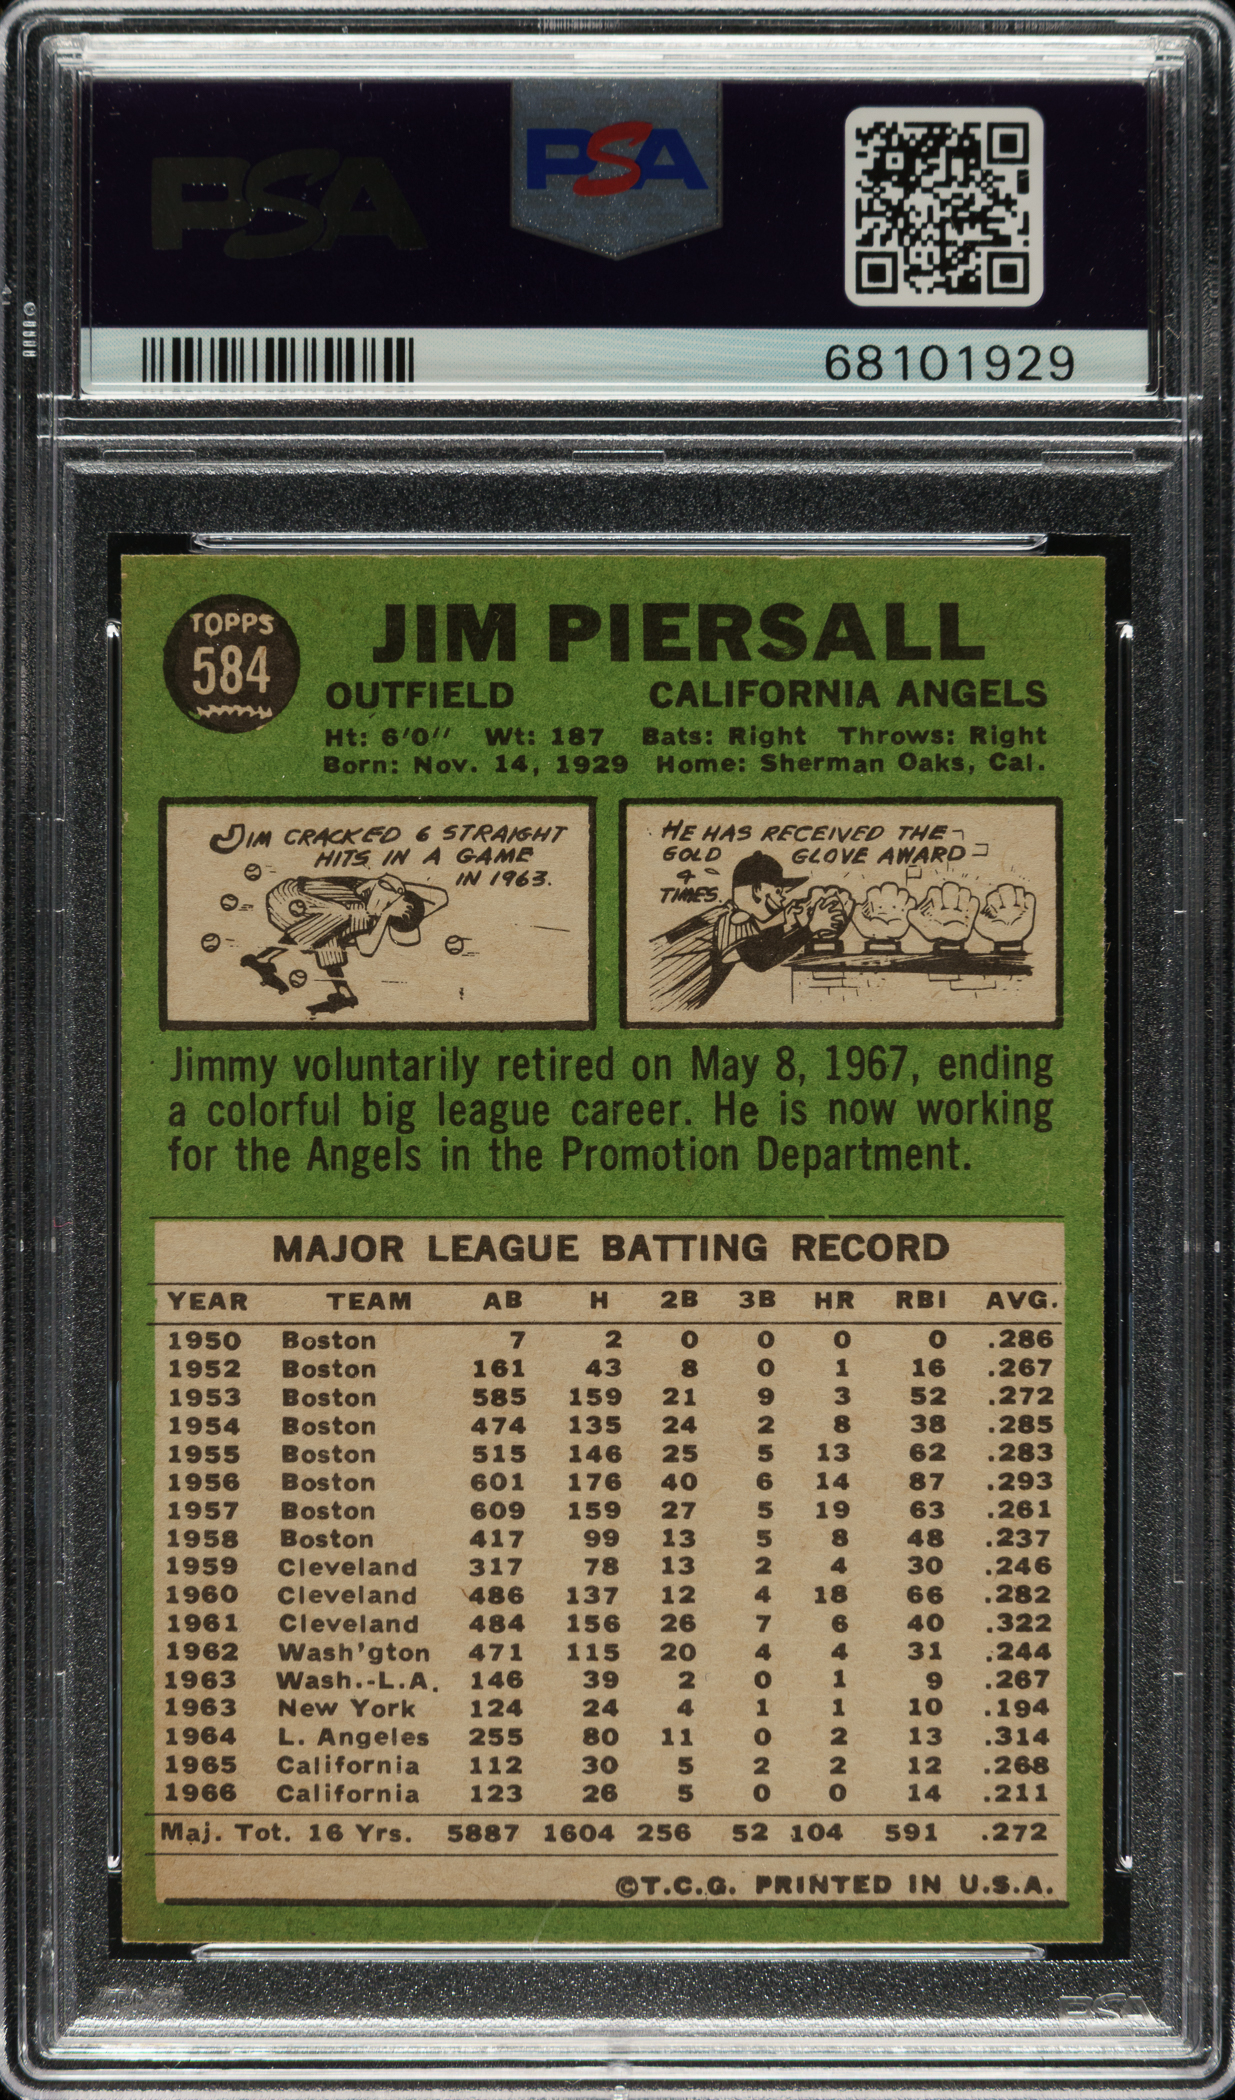 PSA
PSA
68101929
TOPPS
584
JIM PIERSALL
OUTFIELD CALIFORNIA ANGELS
Ht: 6'0" Wt: 187 Bats: Right Throws: Right
Born: Nov. 14, 1929 Home: Sherman Oaks, Cal.
JIM CRACKED 6 STRAIGHT
HITS IN A GAME
IN 1963.
HE HAS RECEIVED THE
GOLD GLOVE AWARD
4
TIMES.
Jimmy voluntarily retired on May 8, 1967, ending
a colorful big league career. He is now working
for the Angels in the Promotion Department.
MAJOR LEAGUE BATTING RECORD
YEAR TEAM AB H 2B 3B HR RBI AVG.
1950 Boston 7 2 0 0 0 0 .286
1952 Boston 161 43 8 0 1 16 .267
1953 Boston 585 159 21 9 3 52 .272
1954 Boston 474 135 24 2 8 38 .285
1955 Boston 515 146 25 5 13 62 .283
1956 Boston 601 176 40 6 14 87 .293
1957 Boston 609 159 27 5 19 63 .261
1958 Boston 417 99 13 5 8 48 .237
1959 Cleveland 317 78 13 2 4 30 .246
1960 Cleveland 486 137 12 4 18 66 .282
1961 Cleveland 484 156 26 7 6 40 .322
1962 Wash'gton 471 115 20 4 4 31 .244
1963 Wash.-L.A. 146 39 2 0 1 9 .267
1963 New York 124 24 4 1 1 10 .194
1964 L. Angeles 255 80 11 0 2 13 .314
1965 California 112 30 5 2 2 12 .268
1966 California 123 26 5 0 0 14 .211
Maj. Tot. 16 Yrs. 5887 1604 256 52 104 591 .272
©T.C.G. PRINTED IN U.S.A.
PSA